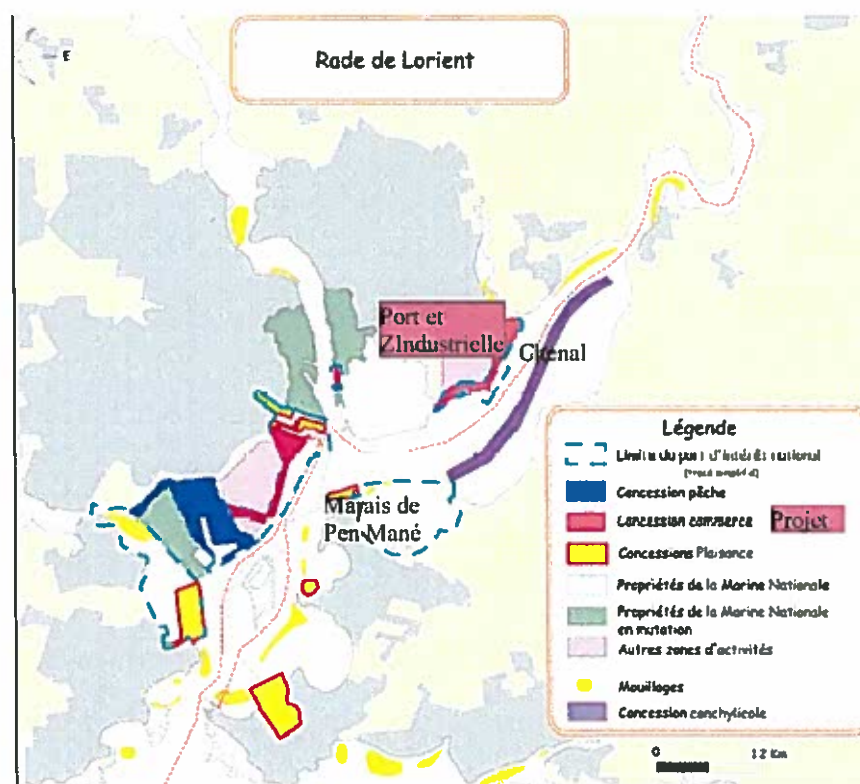 E
Rade de Lorient
Port et
ZIndustrielle
Chenal
Marais de
Pen-Mané
Légende
Limite du port d'intérêt national
Concession pêche
Concession commerce
Projet
Concessions Plaisance
Propriétés de la Marine Nationale
Propriétés de la Marine Nationale
en mutation
Autres zones d'activités
Mouillages
Concession conchylicole
0
1.2 Km